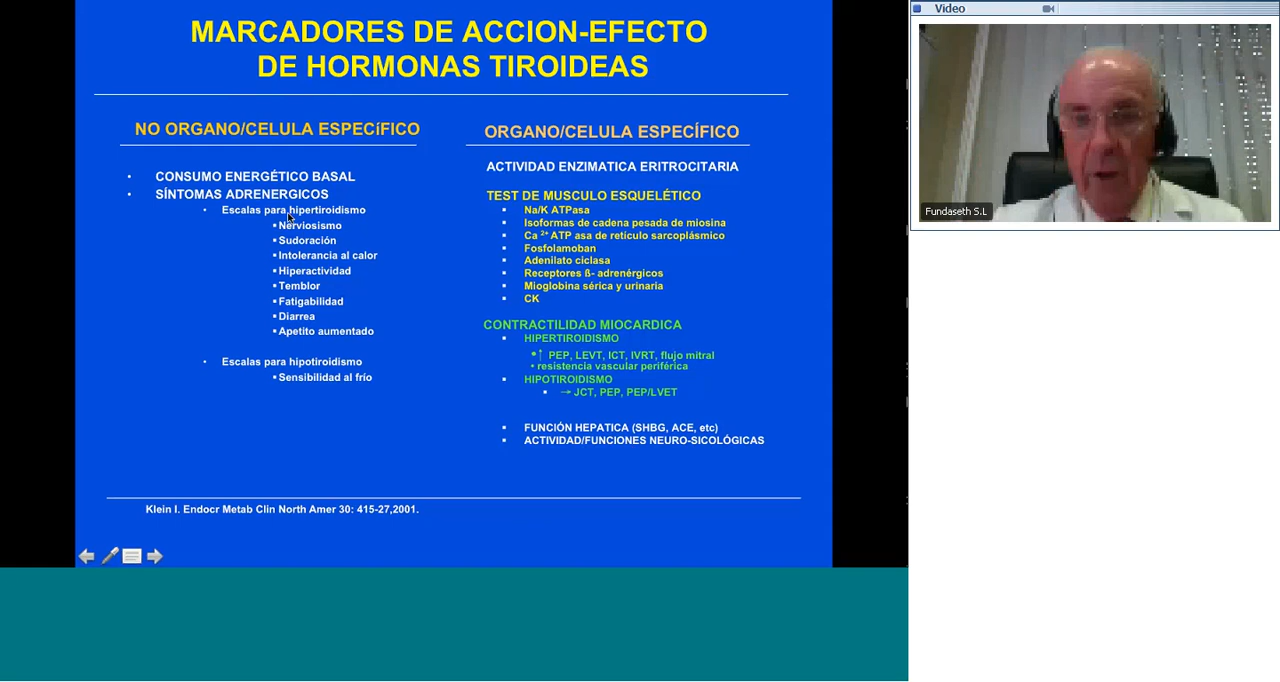 MARCADORES DE ACCION-EFECTO
DE HORMONAS TIROIDEAS
NO ORGANO/CELULA ESPECíFICO
• CONSUMO ENERGÉTICO BASAL
• SÍNTOMAS ADRENERGICOS
• Escalas para hipertiroidismo
▪ Nerviosismo
▪ Sudoración
▪ Intolerancia al calor
▪ Hiperactividad
▪ Temblor
▪ Fatigabilidad
▪ Diarrea
▪ Apetito aumentado
• Escalas para hipotiroidismo
▪ Sensibilidad al frío
ORGANO/CELULA ESPECÍFICO
ACTIVIDAD ENZIMATICA ERITROCITARIA
TEST DE MUSCULO ESQUELÉTICO
▪ Na/K ATPasa
▪ Isoformas de cadena pesada de miosina
▪ Ca ²⁺ ATP asa de retículo sarcoplásmico
▪ Fosfolamoban
▪ Adenilato ciclasa
▪ Receptores ß- adrenérgicos
▪ Mioglobina sérica y urinaria
▪ CK
CONTRACTILIDAD MIOCARDICA
▪ HIPERTIROIDISMO
•↑ PEP, LEVT, ICT, IVRT, flujo mitral
• resistencia vascular periférica
▪ HIPOTIROIDISMO
▪ → JCT, PEP, PEP/LVET
▪ FUNCIÓN HEPATICA (SHBG, ACE, etc)
▪ ACTIVIDAD/FUNCIONES NEURO-SICOLÓGICAS
Klein I. Endocr Metab Clin North Amer 30: 415-27,2001.
Video
Fundaseth S.L